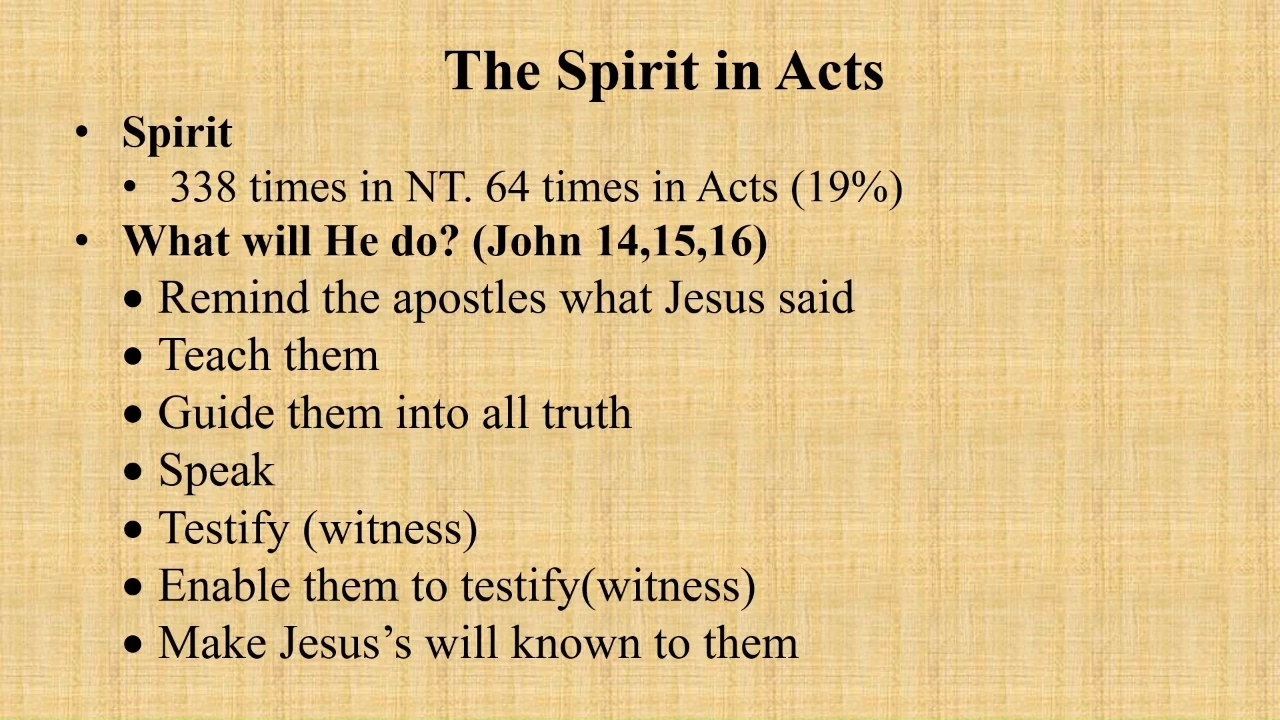 The Spirit in Acts
• Spirit
• 338 times in NT. 64 times in Acts (19%)
• What will He do? (John 14,15,16)
• Remind the apostles what Jesus said
• Teach them
• Guide them into all truth
• Speak
• Testify (witness)
• Enable them to testify(witness)
• Make Jesus’s will known to them